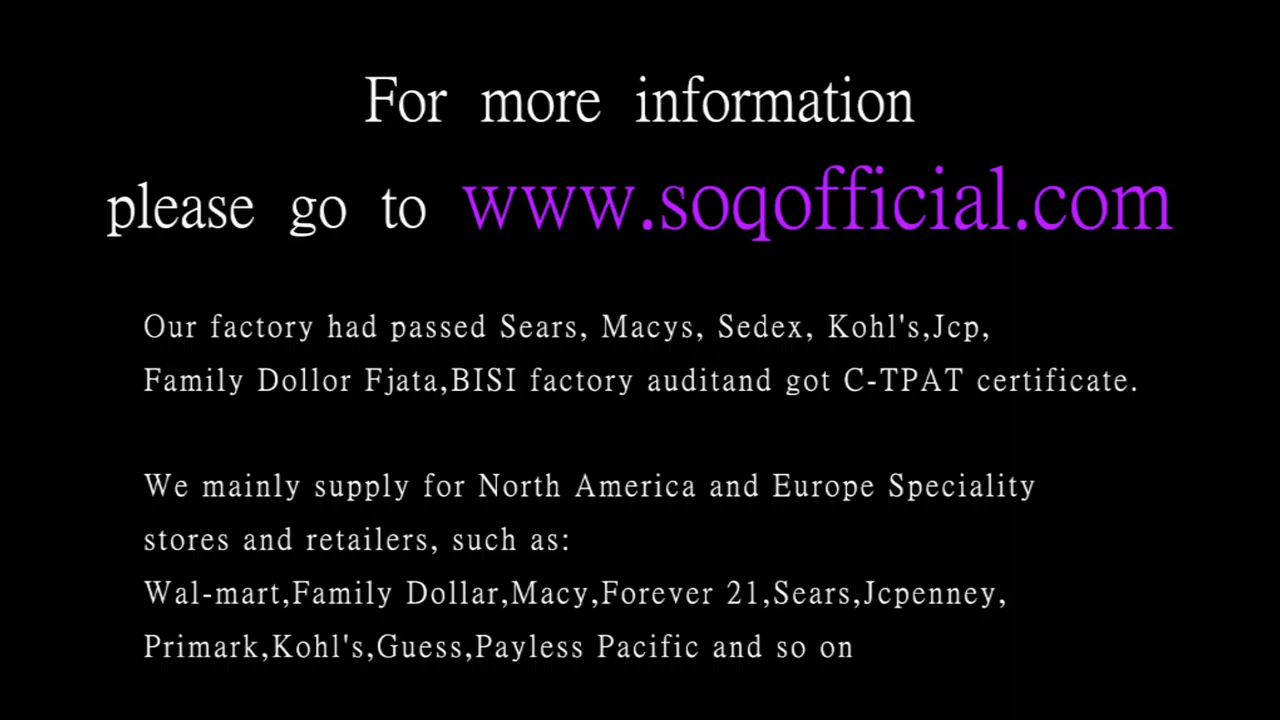 For more information
please go to www.soqofficial.com
Our factory had passed Sears, Macys, Sedex, Kohl's,Jcp,
Family Dollor Fjata,BISI factory auditand got C-TPAT certificate.
We mainly supply for North America and Europe Speciality
stores and retailers, such as:
Wal-mart,Family Dollar,Macy,Forever 21,Sears,Jcpenney,
Primark,Kohl's,Guess,Payless Pacific and so on